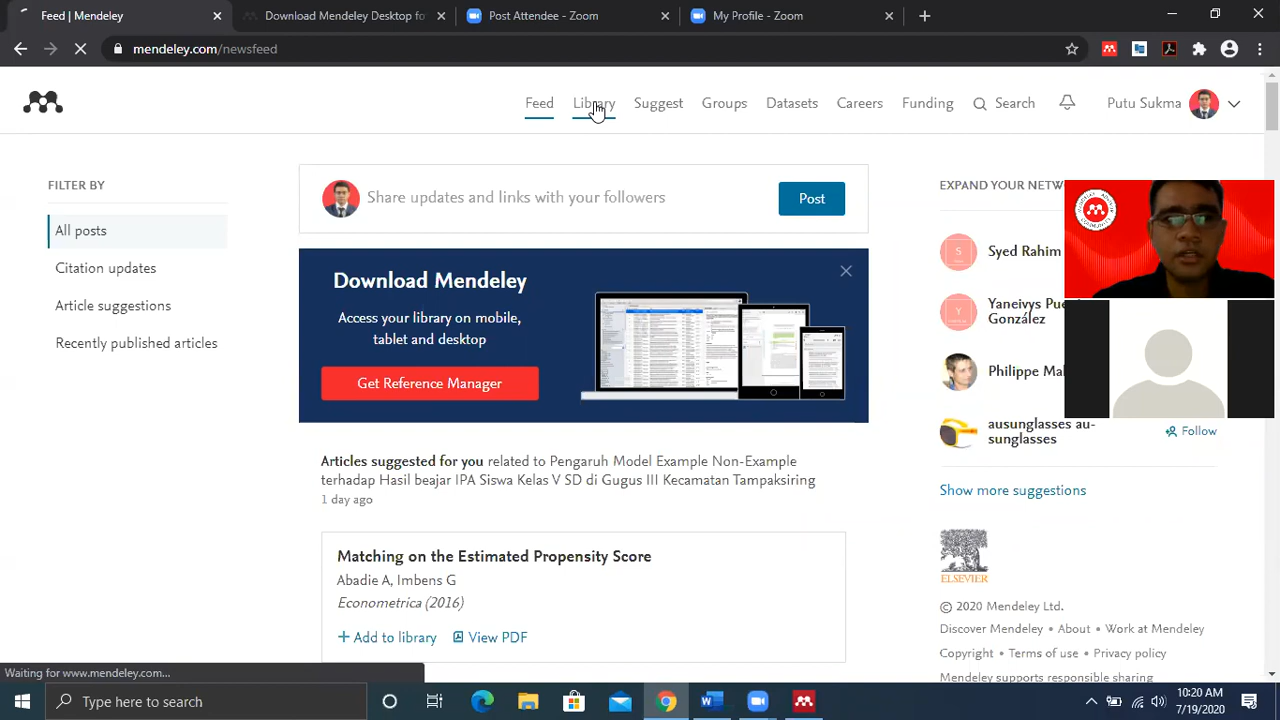 Feed | Mendeley
Download Mendeley Desktop fo
Post Attendee - Zoom
My Profile - Zoom
mendeley.com/newsfeed
Feed
Library
Suggest
Groups
Datasets
Careers
Funding
Search
Putu Sukma
FILTER BY
All posts
Citation updates
Article suggestions
Recently published articles
Share updates and links with your followers
Post
Download Mendeley
Access your library on mobile,
tablet and desktop
Get Reference Manager
Articles suggested for you related to Pengaruh Model Example Non-Example
terhadap Hasil beajar IPA Siswa Kelas V SD di Gugus III Kecamatan Tampaksiring
1 day ago
Matching on the Estimated Propensity Score
Abadie A, Imbens G
Econometrica (2016)
Add to library
View PDF
EXPAND YOUR NETW
S
Syed Rahim
Y
Yaneivys Pue
González
Philippe Mal
ausunglasses au-
sunglasses
Follow
Show more suggestions
ELSEVIER
© 2020 Mendeley Ltd.
Discover Mendeley • About • Work at Mendeley
Copyright • Terms of use • Privacy policy
Mendeley supports responsible sharing
Waiting for www.mendeley.com...
Type here to search
10:20 AM
7/19/2020